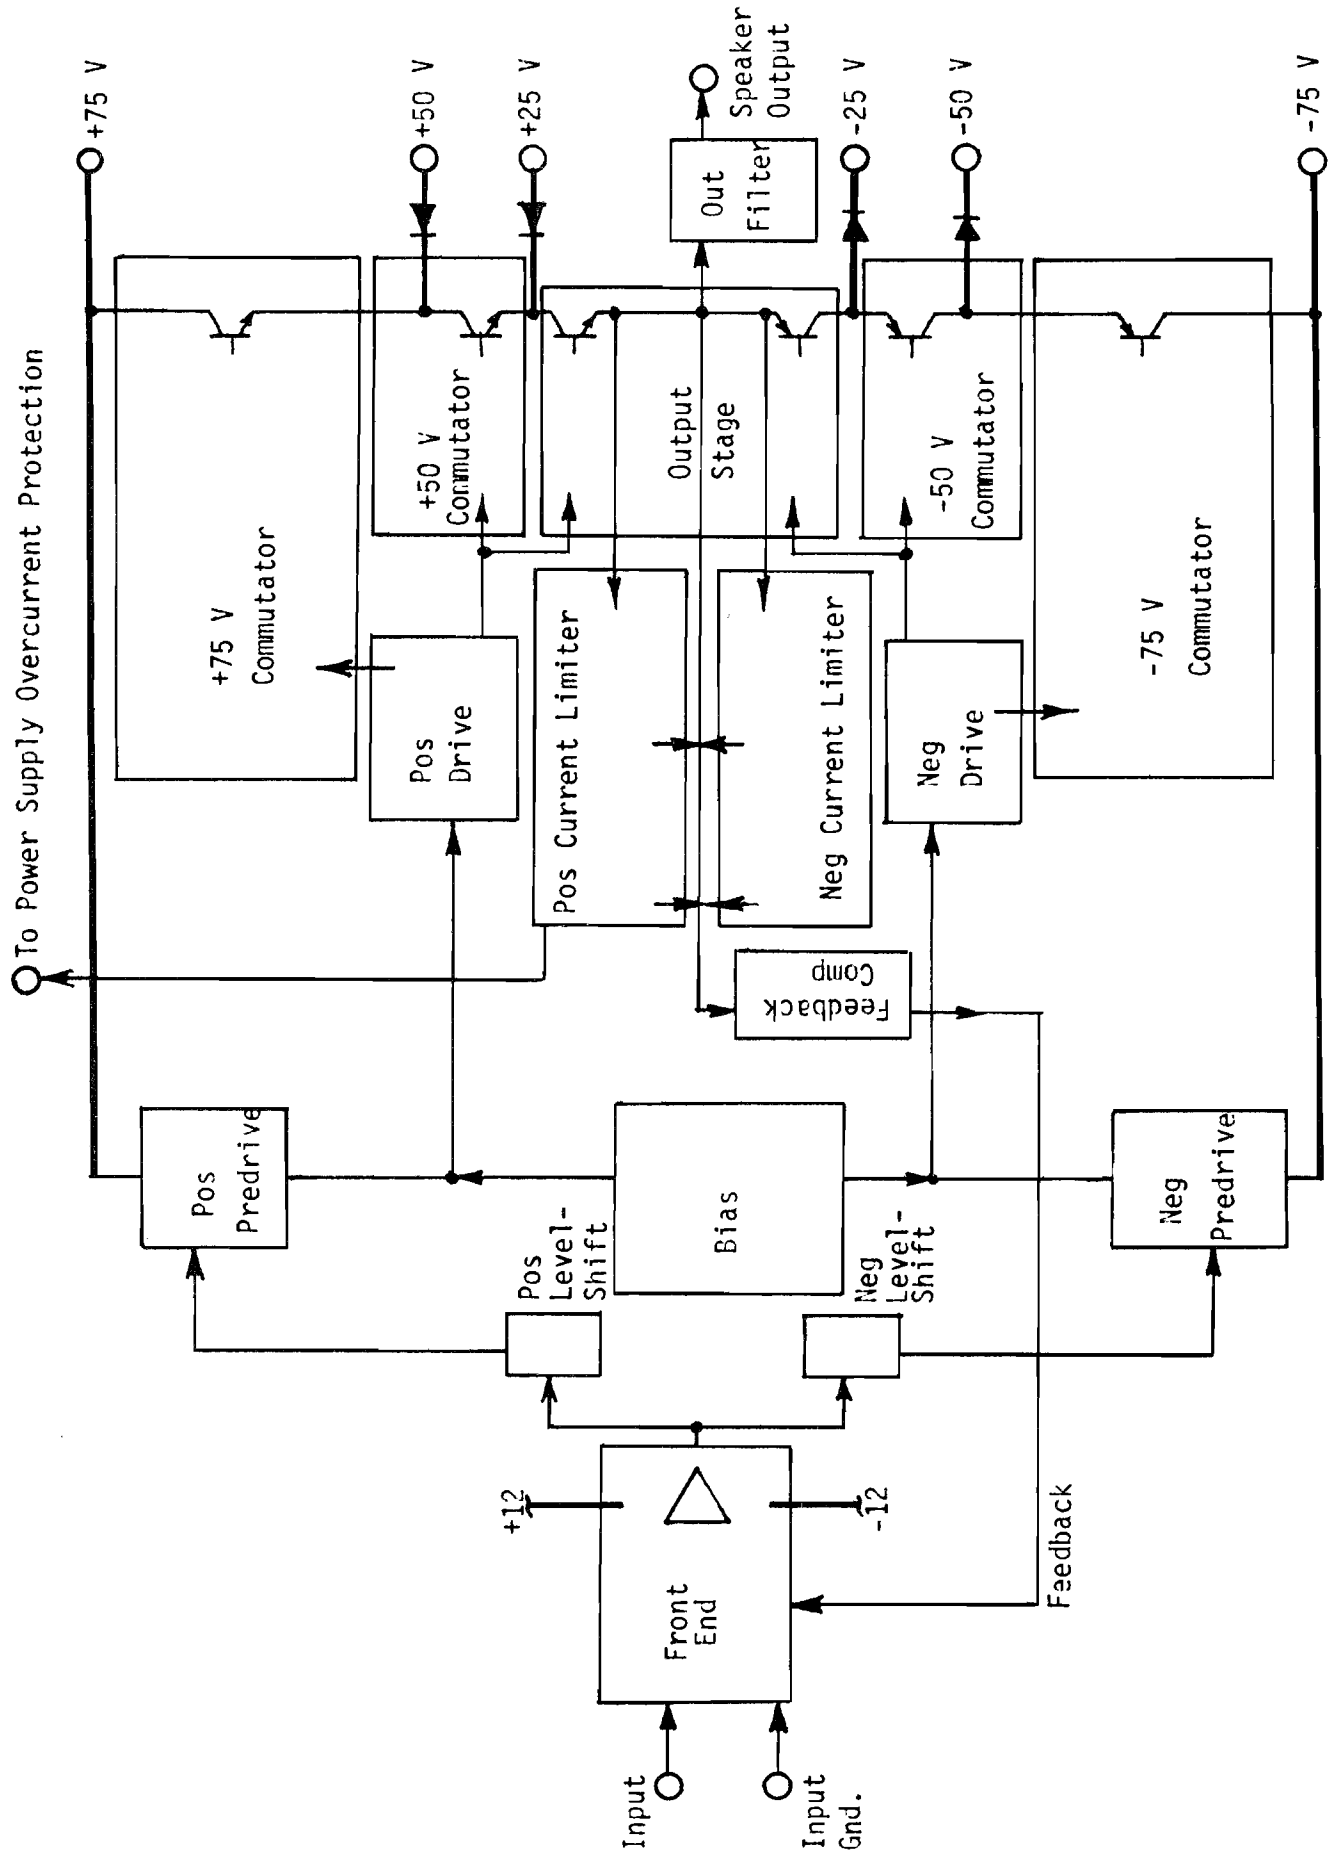 To Power Supply Overcurrent Protection
+75 V
+75 V
Commutator
+50 V
+50 V
Commutator
+25 V
Pos
Predrive
Pos
Drive
Pos
Level-
Shift
Pos Current Limiter
Output
Stage
Out
Filter
Speaker
Output
Bias
Feedback
Comp
Neg Current Limiter
Input
Input
Gnd.
Front
End
+12
-12
Neg
Level-
Shift
Neg
Drive
-25 V
-50 V
Commutator
-50 V
Feedback
Neg
Predrive
-75 V
Commutator
-75 V